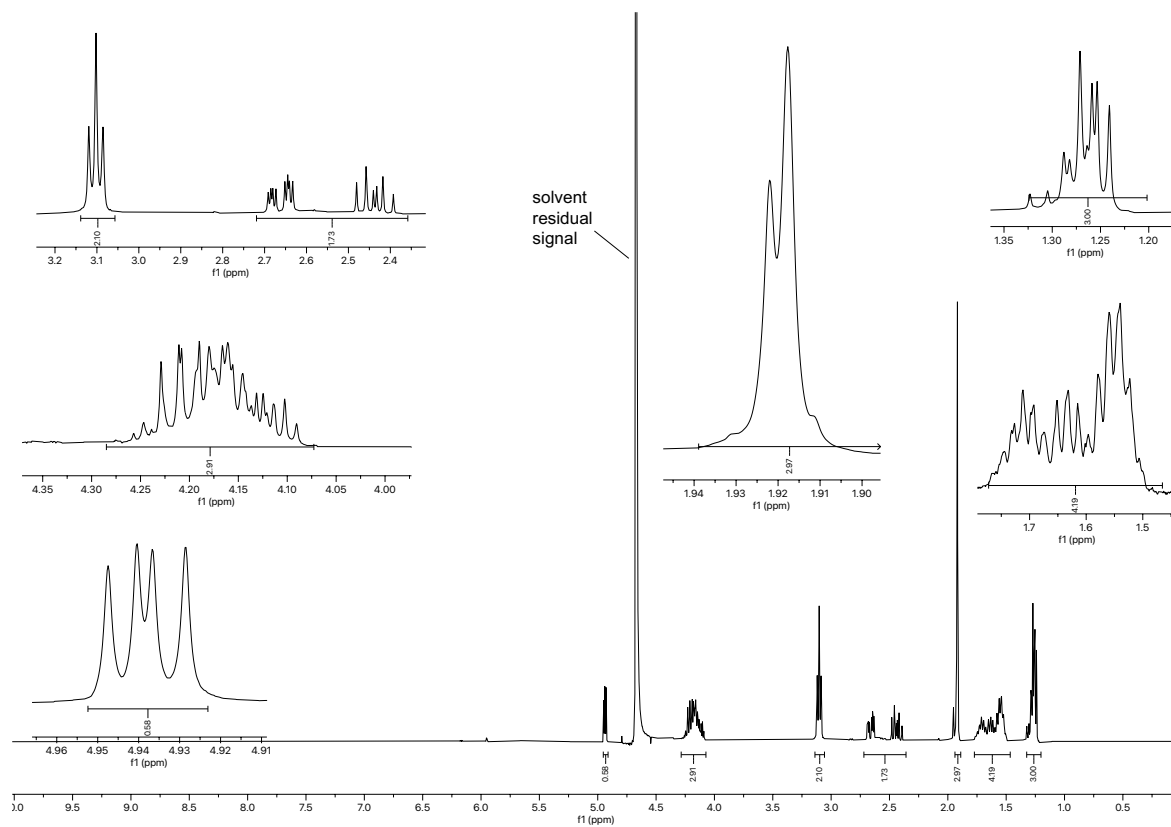 2.10
1.73
3.2 3.1 3.0 2.9 2.8 2.7 2.6 2.5 2.4
f1 (ppm)
solvent
residual
signal
3.00
1.35 1.30 1.25 1.20
f1 (ppm)
2.91
4.35 4.30 4.25 4.20 4.15 4.10 4.05 4.00
f1 (ppm)
2.97
1.94 1.93 1.92 1.91 1.90
f1 (ppm)
4.19
1.7 1.6 1.5
f1 (ppm)
0.58
4.96 4.95 4.94 4.93 4.92 4.91
f1 (ppm)
0.58 2.91 2.10 1.73 2.97 4.19 3.00
0.0 9.5 9.0 8.5 8.0 7.5 7.0 6.5 6.0 5.5 5.0 4.5 4.0 3.5 3.0 2.5 2.0 1.5 1.0 0.5
f1 (ppm)